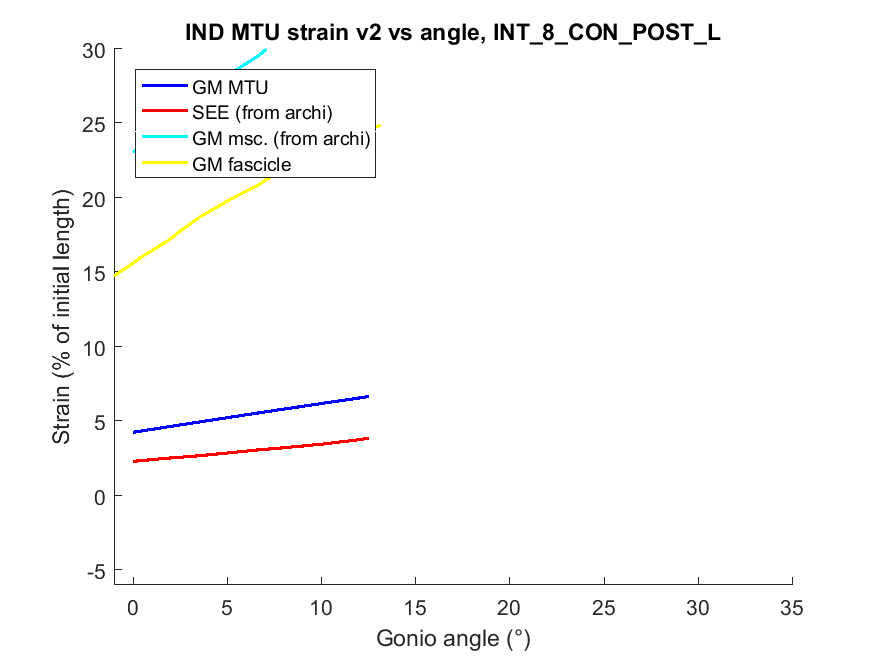 IND MTU strain v2 vs angle, INT_8_CON_POST_L
30
25
20
15
10
5
0
-5
Strain (% of initial length)
GM MTU
SEE (from archi)
GM msc. (from archi)
GM fascicle
0 5 10 15 20 25 30 35
Gonio angle (°)